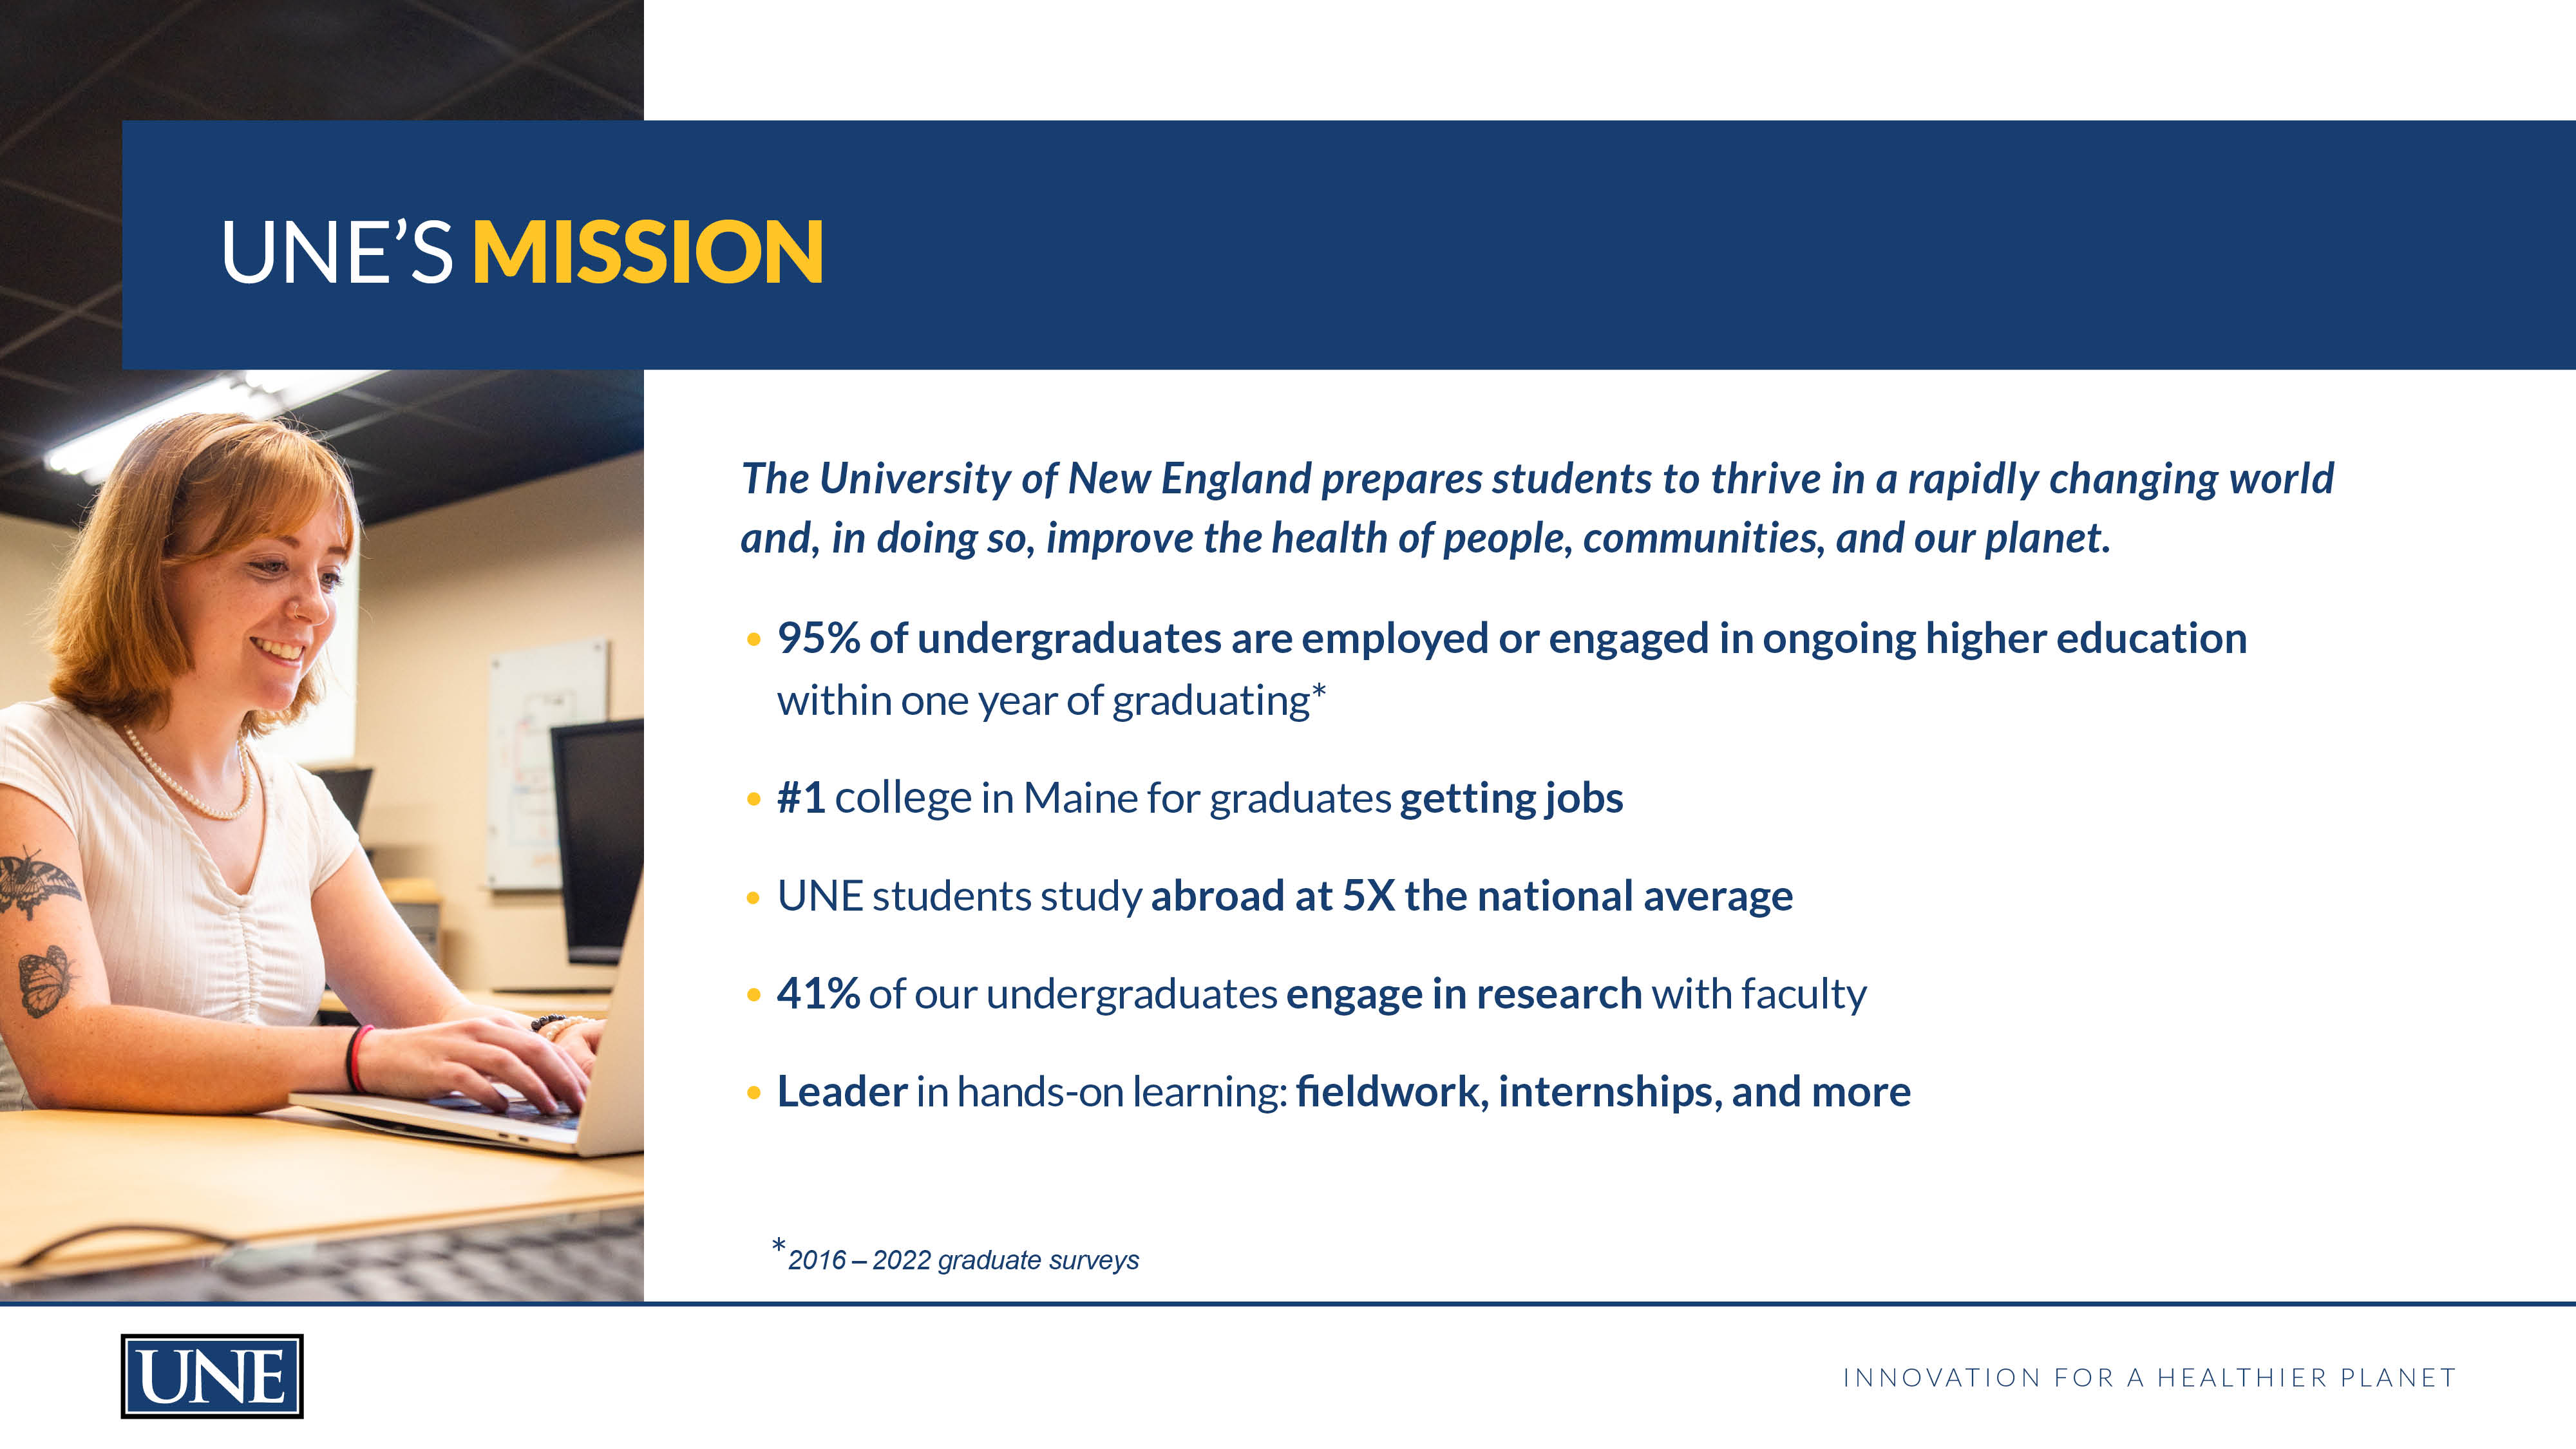 UNE’S MISSION
The University of New England prepares students to thrive in a rapidly changing world
and, in doing so, improve the health of people, communities, and our planet.
• 95% of undergraduates are employed or engaged in ongoing higher education
within one year of graduating*
• #1 college in Maine for graduates getting jobs
• UNE students study abroad at 5X the national average
• 41% of our undergraduates engage in research with faculty
• Leader in hands-on learning: fieldwork, internships, and more
*2016 – 2022 graduate surveys
UNE
INNOVATION FOR A HEALTHIER PLANET